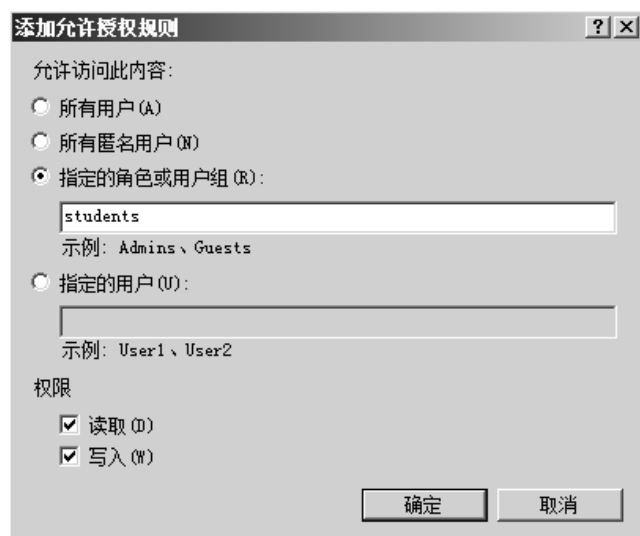 添加允许授权规则
允许访问此内容:
所有用户(A)
所有匿名用户(N)
指定的角色或用户组(R):
students
示例: Admins、Guests
指定的用户(U):
示例: User1、User2
权限
读取(D)
写入(W)
确定 取消